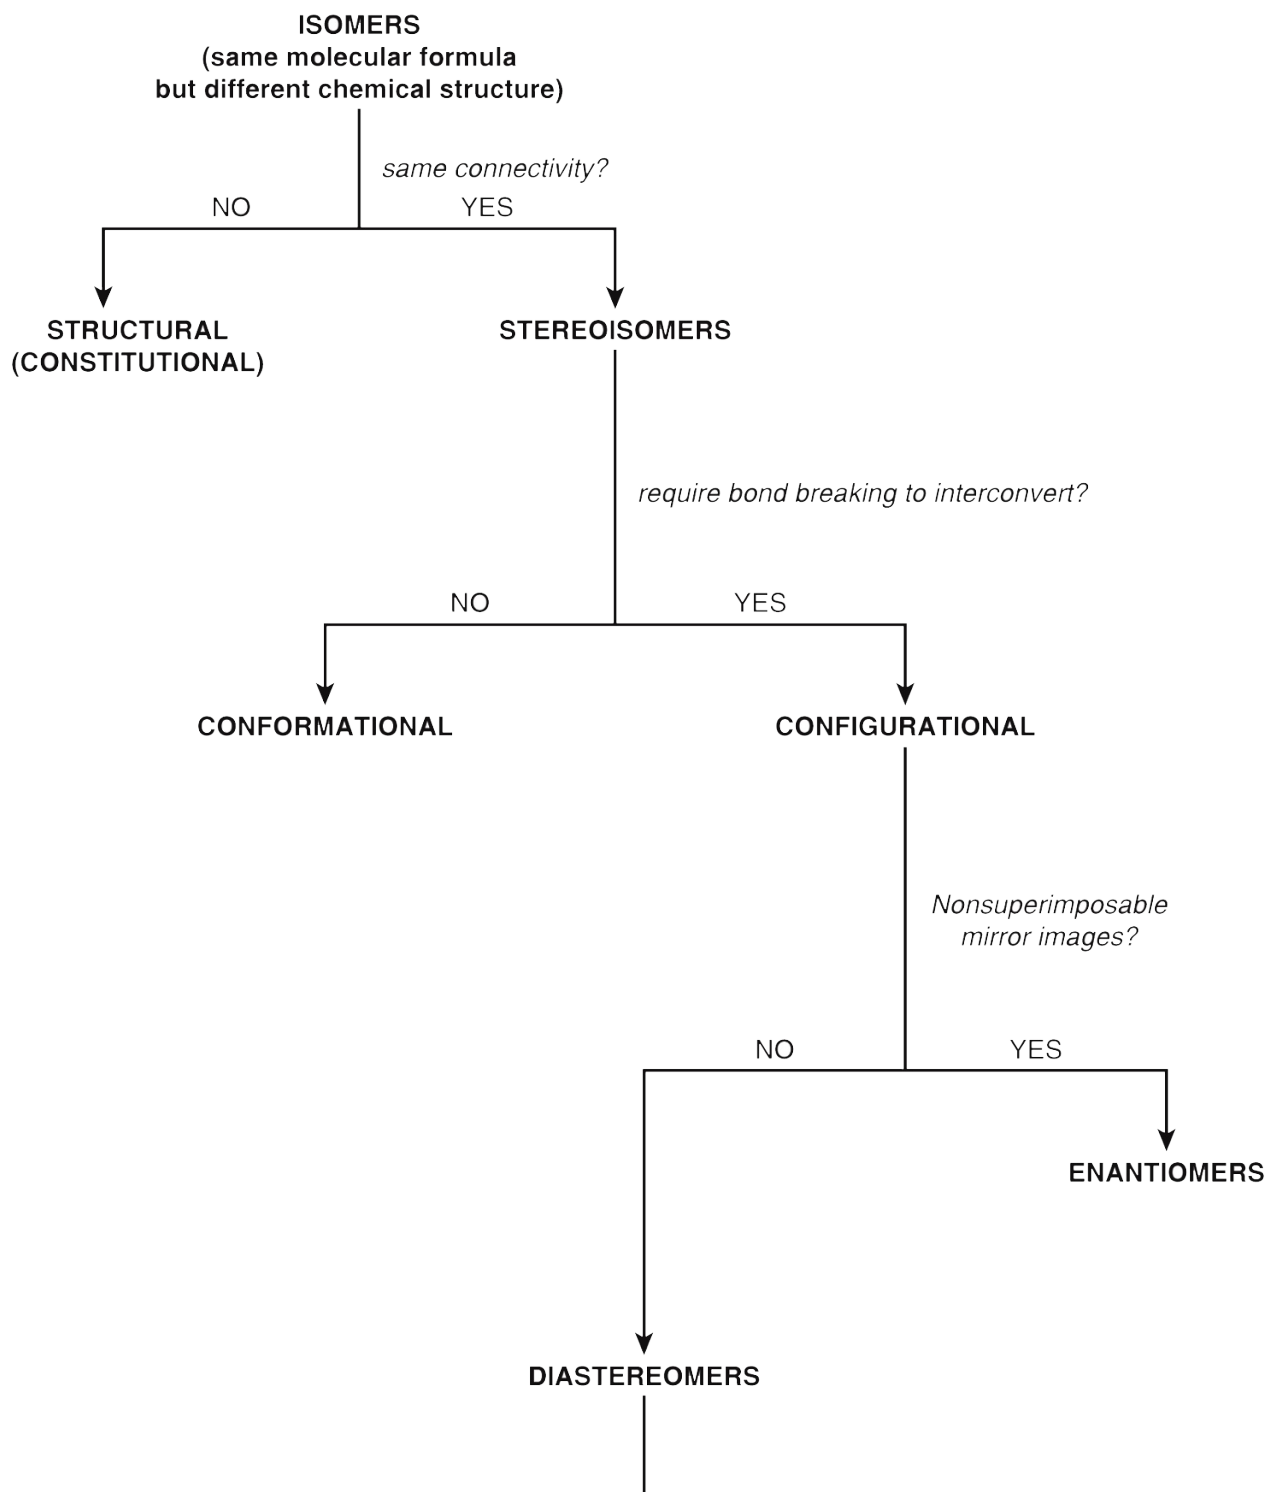 ISOMERS
(same molecular formula
but different chemical structure)
same connectivity?
NO
YES
STRUCTURAL
(CONSTITUTIONAL)
STEREOISOMERS
require bond breaking to interconvert?
NO
YES
CONFORMATIONAL
CONFIGURATIONAL
Nonsuperimposable
mirror images?
NO
YES
ENANTIOMERS
DIASTEREOMERS